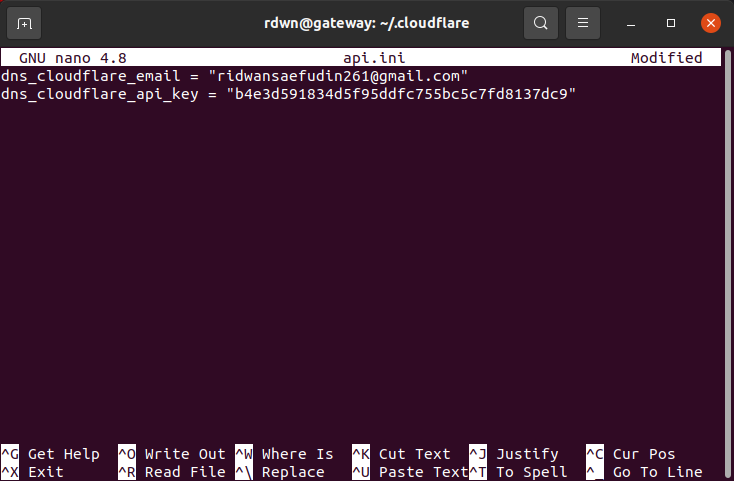 rdwn@gateway: ~/.cloudflare
GNU nano 4.8 api.ini Modified
dns_cloudflare_email = "ridwansaefudin261@gmail.com"
dns_cloudflare_api_key = "b4e3d591834d5f95ddfc755bc5c7fd8137dc9"
^G Get Help ^O Write Out ^W Where Is ^K Cut Text ^J Justify ^C Cur Pos
^X Exit ^R Read File ^\ Replace ^U Paste Text ^T To Spell ^_ Go To Line